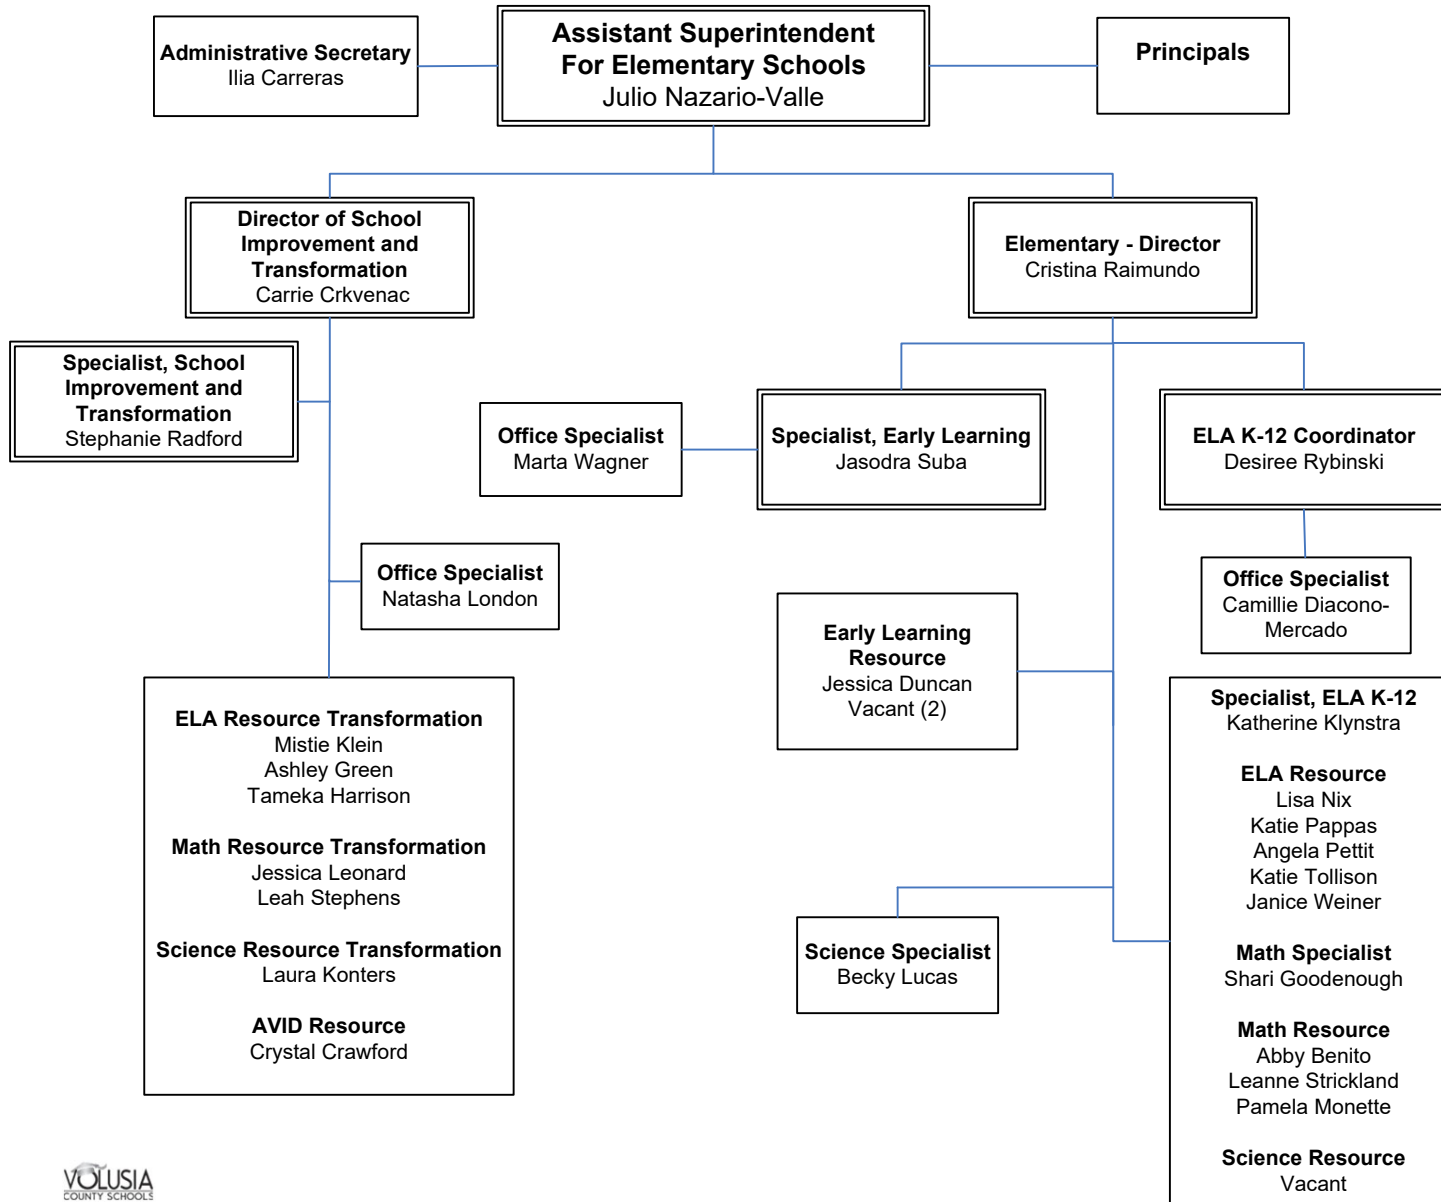 Administrative Secretary
Ilia Carreras
Assistant Superintendent
For Elementary Schools
Julio Nazario-Valle
Principals
Director of School
Improvement and
Transformation
Carrie Crkvenac
Elementary - Director
Cristina Raimundo
Specialist, School
Improvement and
Transformation
Stephanie Radford
Office Specialist
Marta Wagner
Specialist, Early Learning
Jasodra Suba
ELA K-12 Coordinator
Desiree Rybinski
Office Specialist
Natasha London
Office Specialist
Camillie Diacono-
Mercado
Early Learning
Resource
Jessica Duncan
Vacant (2)
ELA Resource Transformation
Mistie Klein
Ashley Green
Tameka Harrison
Math Resource Transformation
Jessica Leonard
Leah Stephens
Science Resource Transformation
Laura Konters
AVID Resource
Crystal Crawford
Science Specialist
Becky Lucas
Specialist, ELA K-12
Katherine Klynstra
ELA Resource
Lisa Nix
Katie Pappas
Angela Pettit
Katie Tollison
Janice Weiner
Math Specialist
Shari Goodenough
Math Resource
Abby Benito
Leanne Strickland
Pamela Monette
Science Resource
Vacant
VOLUSIA
COUNTY SCHOOLS